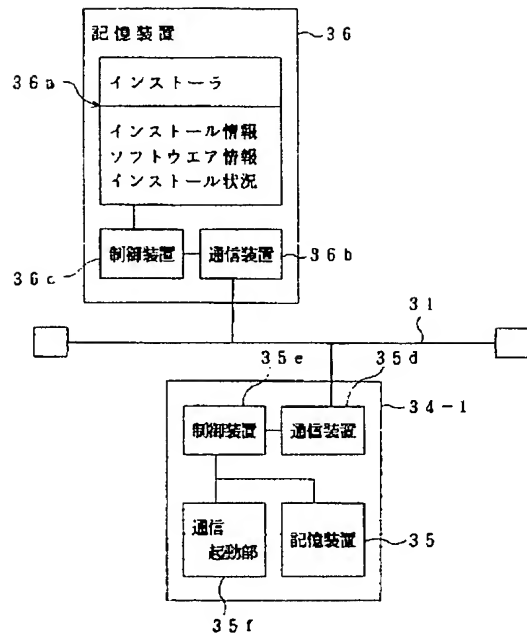 記憶装置
36
36a
インストーラ
インストール情報
ソフトウエア情報
インストール状況
制御装置
通信装置
36b
36c
31
35e
35d
34-1
制御装置
通信装置
通信
起動部
記憶装置
35
35f